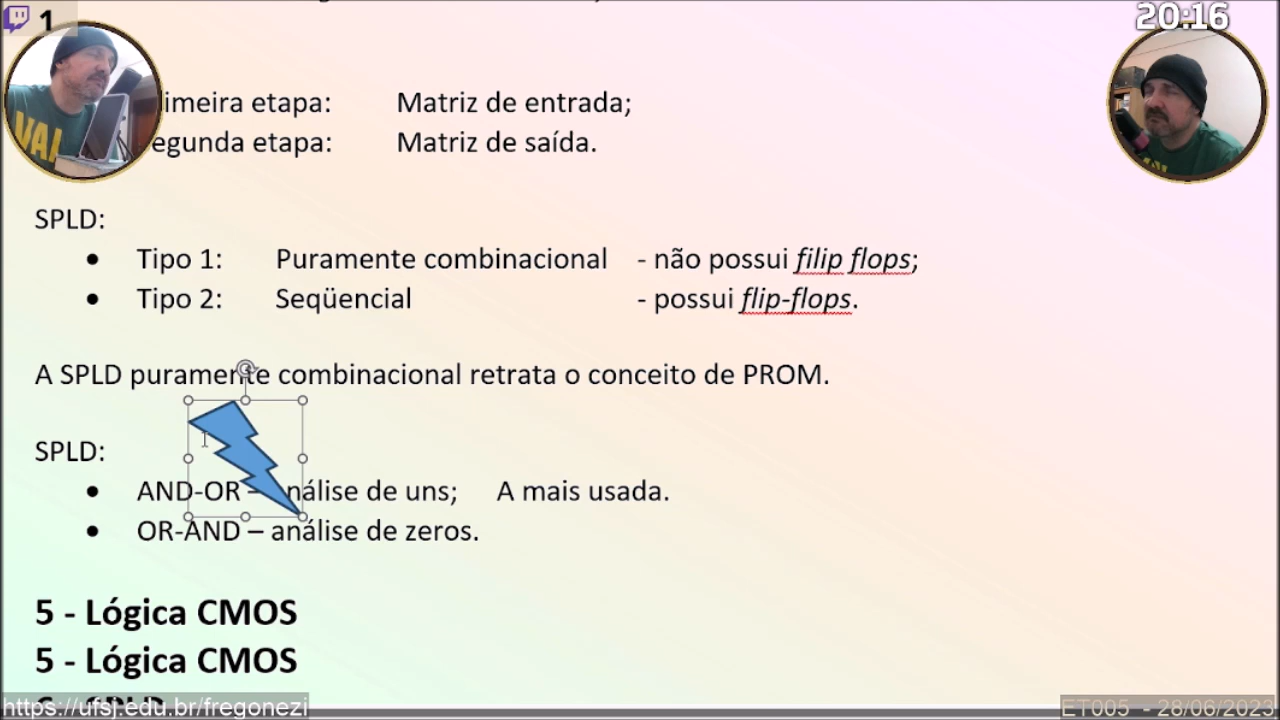 1
20:16
imeira etapa: Matriz de entrada;
egunda etapa: Matriz de saída.
SPLD:
• Tipo 1: Puramente combinacional - não possui filip flops;
• Tipo 2: Seqüencial - possui flip-flops.
A SPLD puramente combinacional retrata o conceito de PROM.
SPLD:
• AND-OR – nálise de uns; A mais usada.
• OR-AND – análise de zeros.
5 - Lógica CMOS
5 - Lógica CMOS
https://ufsj.edu.br/fregonezi
ET005 - 28/06/2023